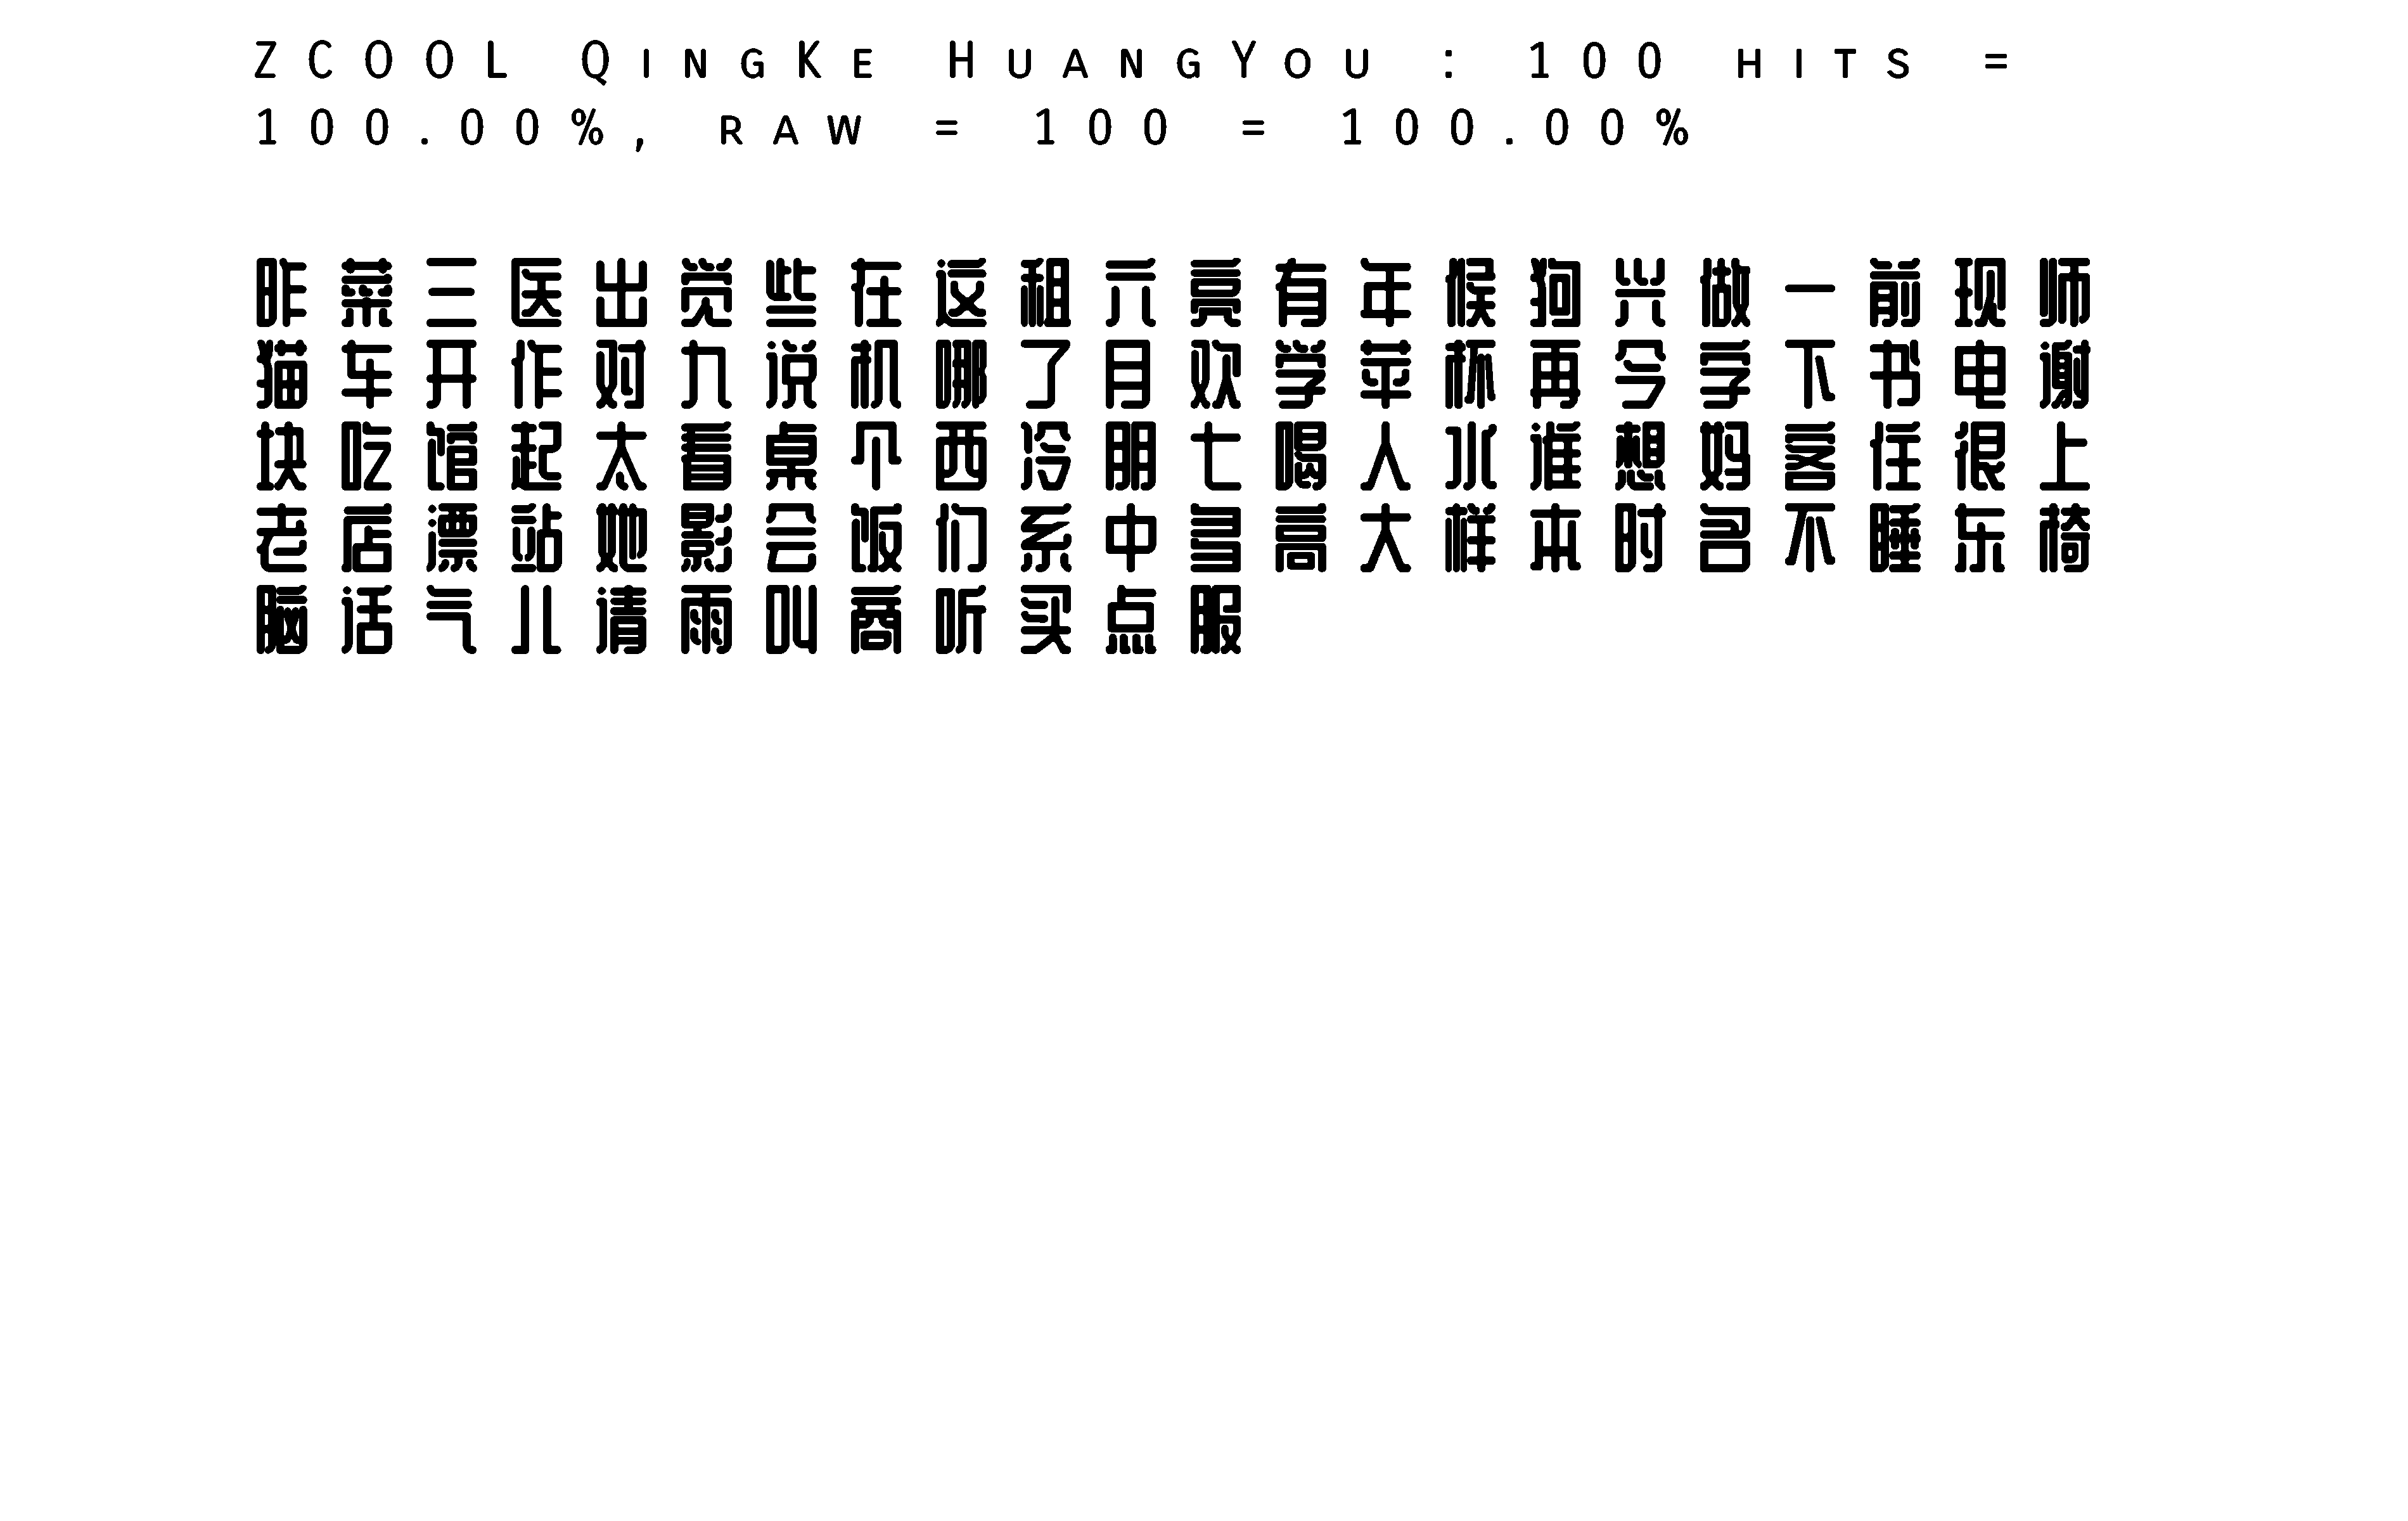 ZCOOL QingKe HuangYou : 100 hits =
100.00%, raw = 100 = 100.00%
昨菜三医出觉些在这租六亮有年候狗兴做一前现师
猫车开作对九说机哪了月欢学苹杯再今字下书电谢
块吃馆起太看桌个西冷朋七喝人水谁想妈客住很上
老店漂站她影会饭们系中多高大样本时名不睡东椅
脑话气八请雨叫商听买点服